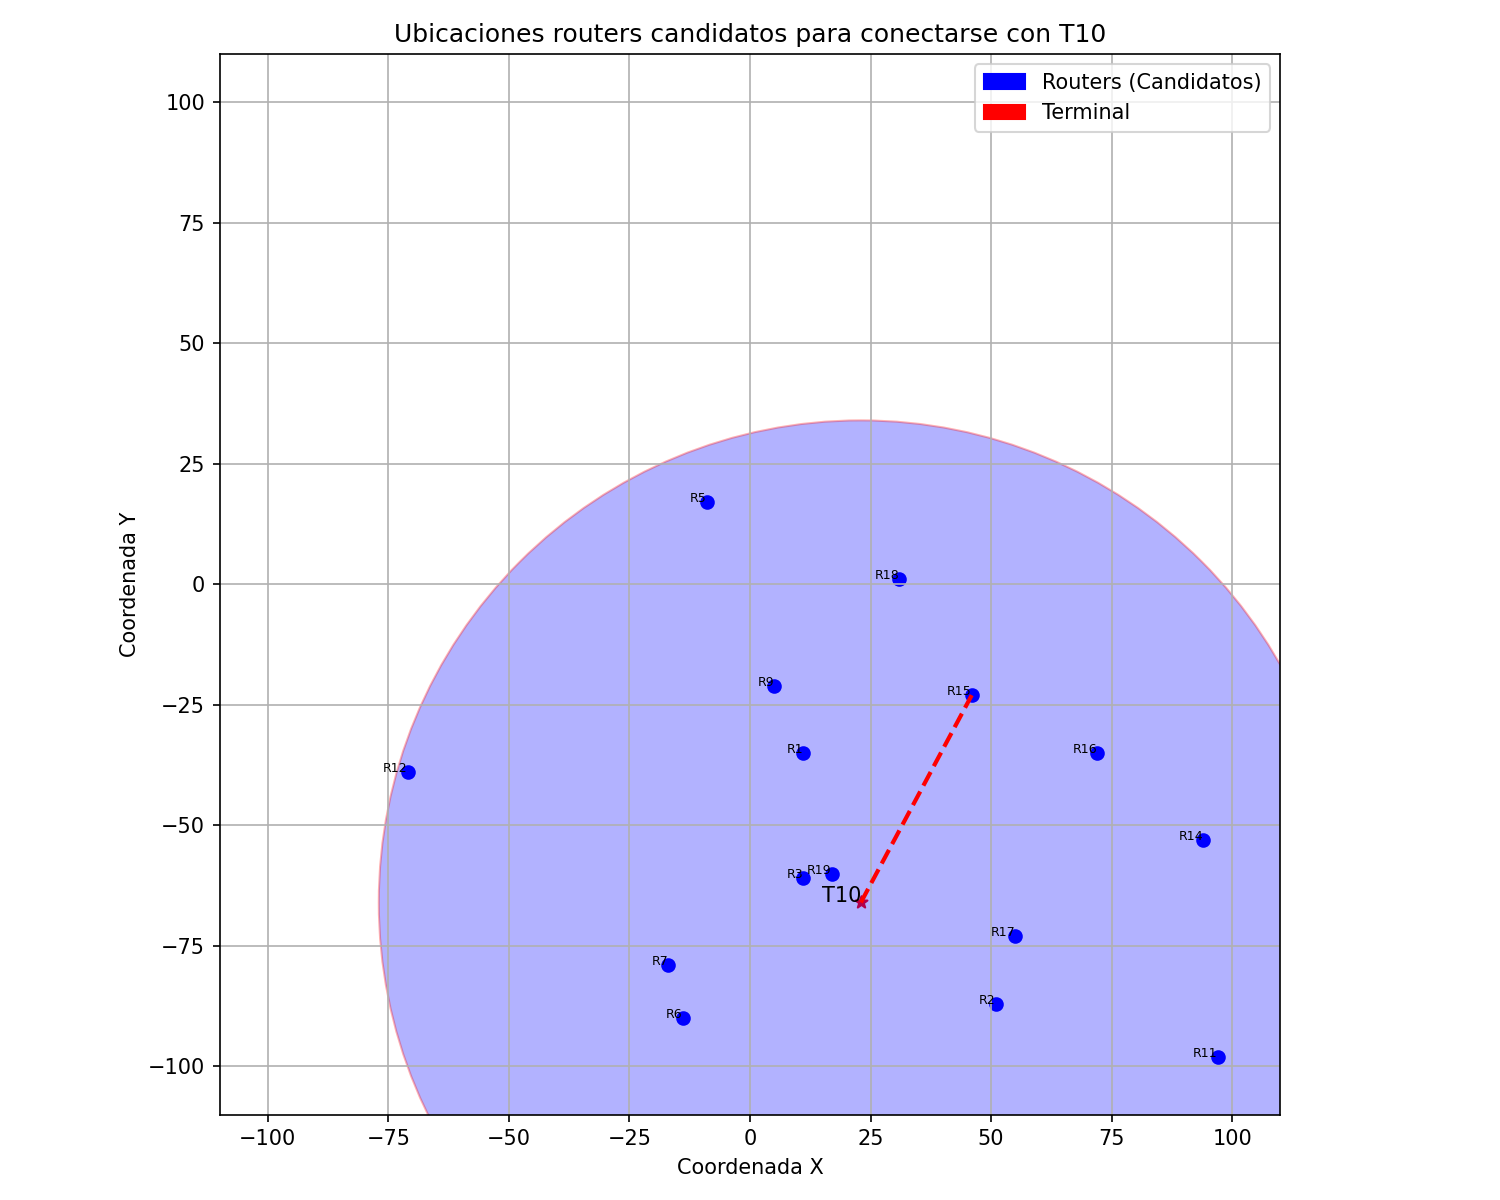 Ubicaciones routers candidatos para conectarse con T10
Routers (Candidatos)
Terminal
100
75
50
25
0
−25
−50
−75
−100
Coordenada Y
R5
R18
R9
R15
R1
R16
R12
R14
R3
R19
T10
R17
R7
R2
R6
R11
−100
−75
−50
−25
0
25
50
75
100
Coordenada X